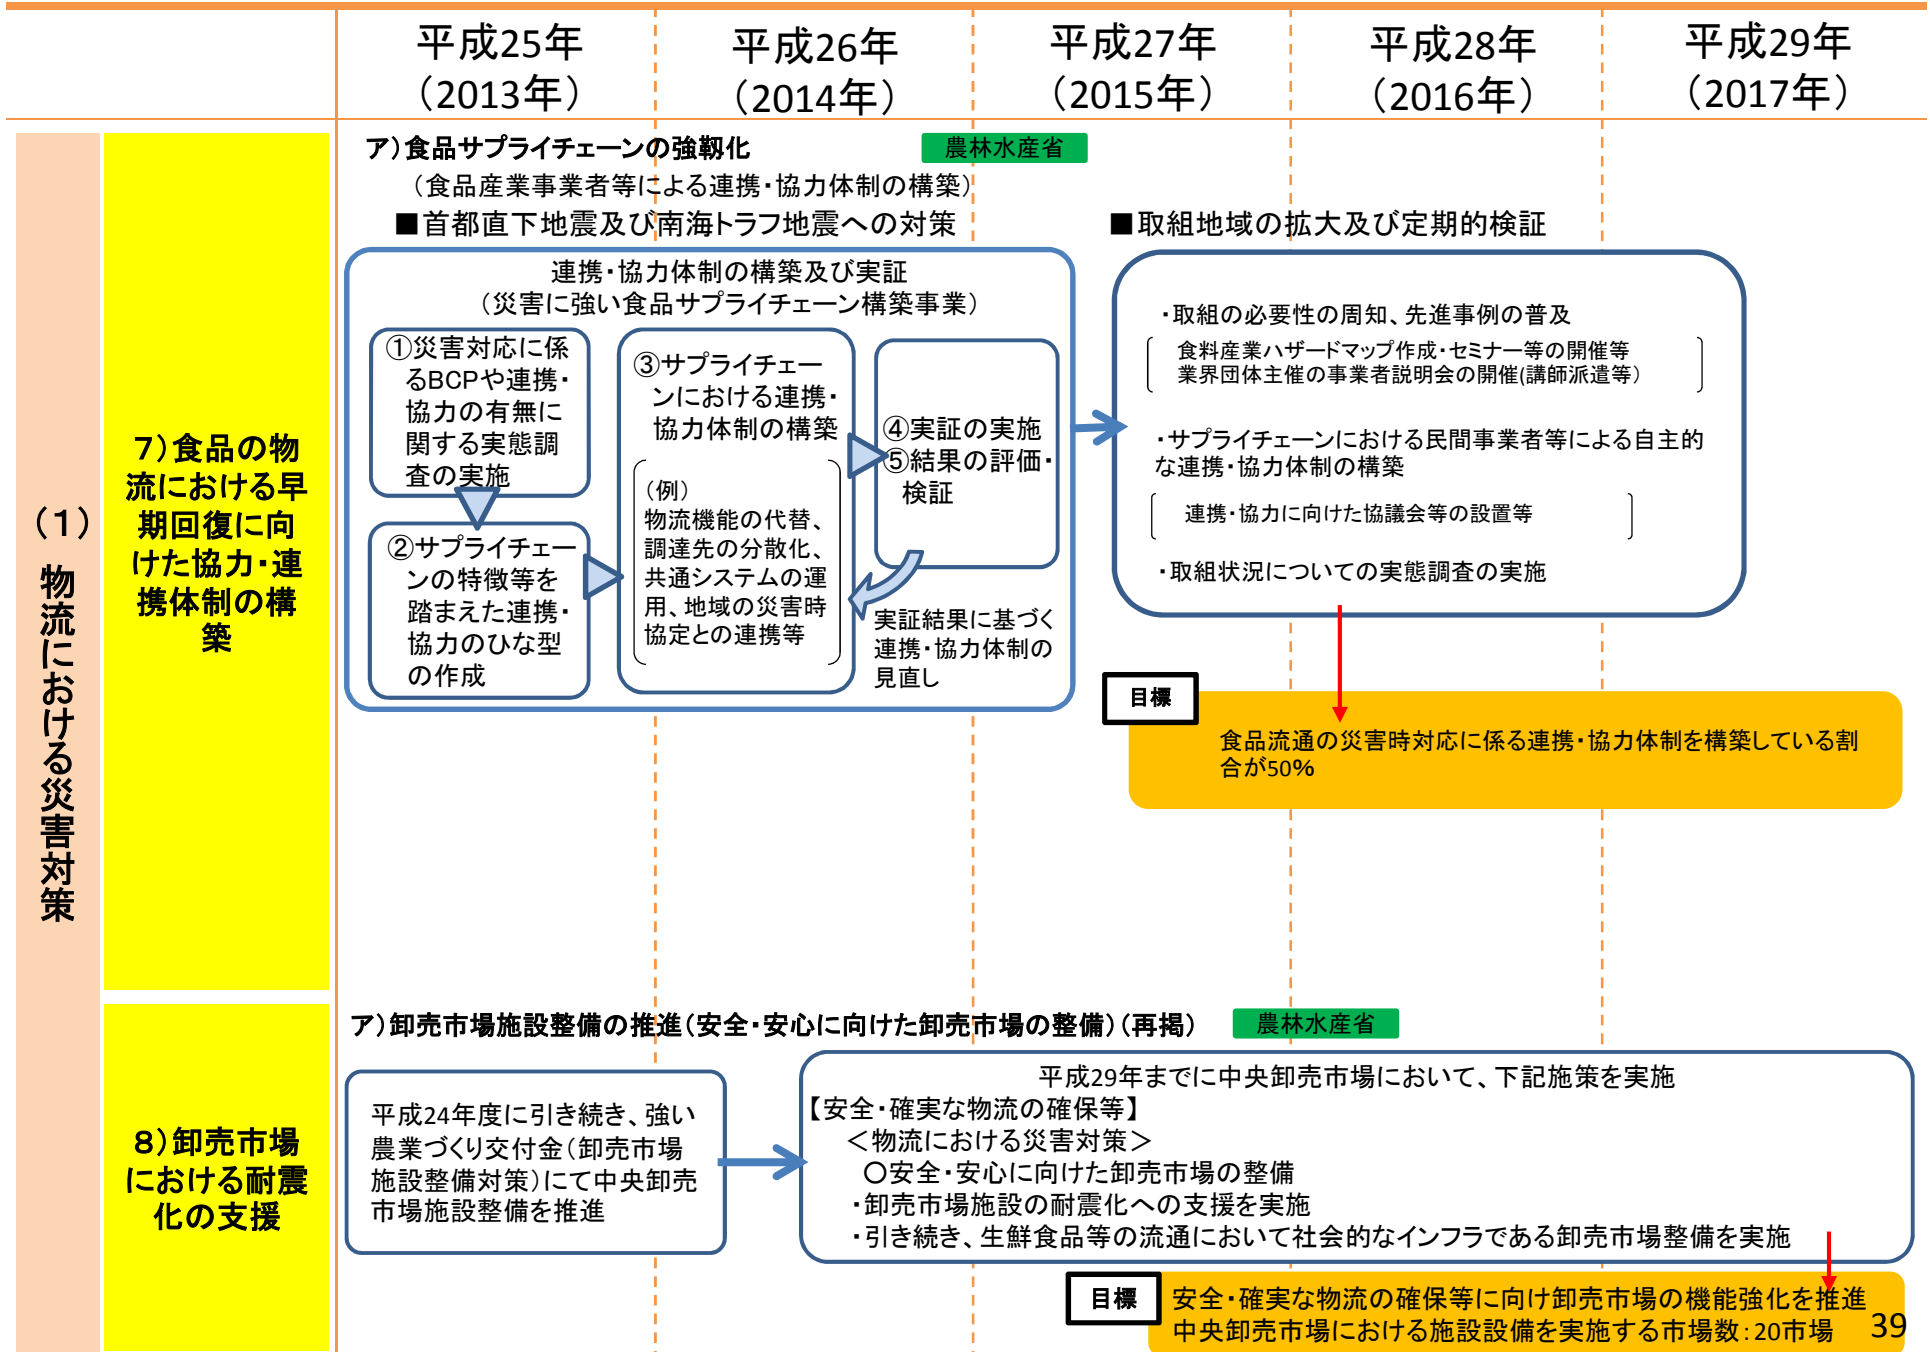 平成25年
（2013年）
平成26年
（2014年）
平成27年
（2015年）
平成28年
（2016年）
平成29年
（2017年）
（1）物流における災害対策
７）食品の物
流における早
期回復に向
けた協力・連
携体制の構
築
ア）食品サプライチェーンの強靱化
農林水産省
（食品産業事業者等による連携・協力体制の構築）
■首都直下地震及び南海トラフ地震への対策
連携・協力体制の構築及び実証
（災害に強い食品サプライチェーン構築事業）
①災害対応に係
るBCPや連携・
協力の有無に
関する実態調
査の実施
②サプライチェー
ンの特徴等を
踏まえた連携・
協力のひな型
の作成
③サプライチェー
ンにおける連携・
協力体制の構築
（例）
物流機能の代替、
調達先の分散化、
共通システムの運
用、地域の災害時
協定との連携等
④実証の実施
⑤結果の評価・
検証
実証結果に基づく
連携・協力体制の
見直し
■取組地域の拡大及び定期的検証
・取組の必要性の周知、先進事例の普及
食料産業ハザードマップ作成・セミナー等の開催等
業界団体主催の事業者説明会の開催(講師派遣等）
・サプライチェーンにおける民間事業者等による自主的
な連携・協力体制の構築
連携・協力に向けた協議会等の設置等
・取組状況についての実態調査の実施
目標
食品流通の災害時対応に係る連携・協力体制を構築している割
合が50％
８）卸売市場
における耐震
化の支援
ア）卸売市場施設整備の推進（安全・安心に向けた卸売市場の整備）（再掲）
農林水産省
平成24年度に引き続き、強い
農業づくり交付金（卸売市場
施設整備対策）にて中央卸売
市場施設整備を推進
平成29年までに中央卸売市場において、下記施策を実施
【安全・確実な物流の確保等】
＜物流における災害対策＞
○安全・安心に向けた卸売市場の整備
・卸売市場施設の耐震化への支援を実施
・引き続き、生鮮食品等の流通において社会的なインフラである卸売市場整備を実施
目標
安全・確実な物流の確保等に向け卸売市場の機能強化を推進
中央卸売市場における施設設備を実施する市場数：20市場
39